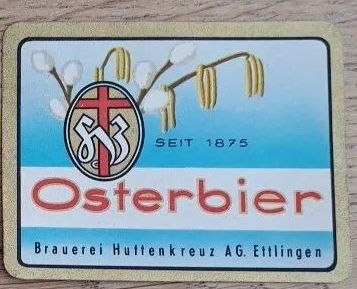 SEIT 1875
Osterbier
Brauerei Huttenkreuz AG. Ettlingen